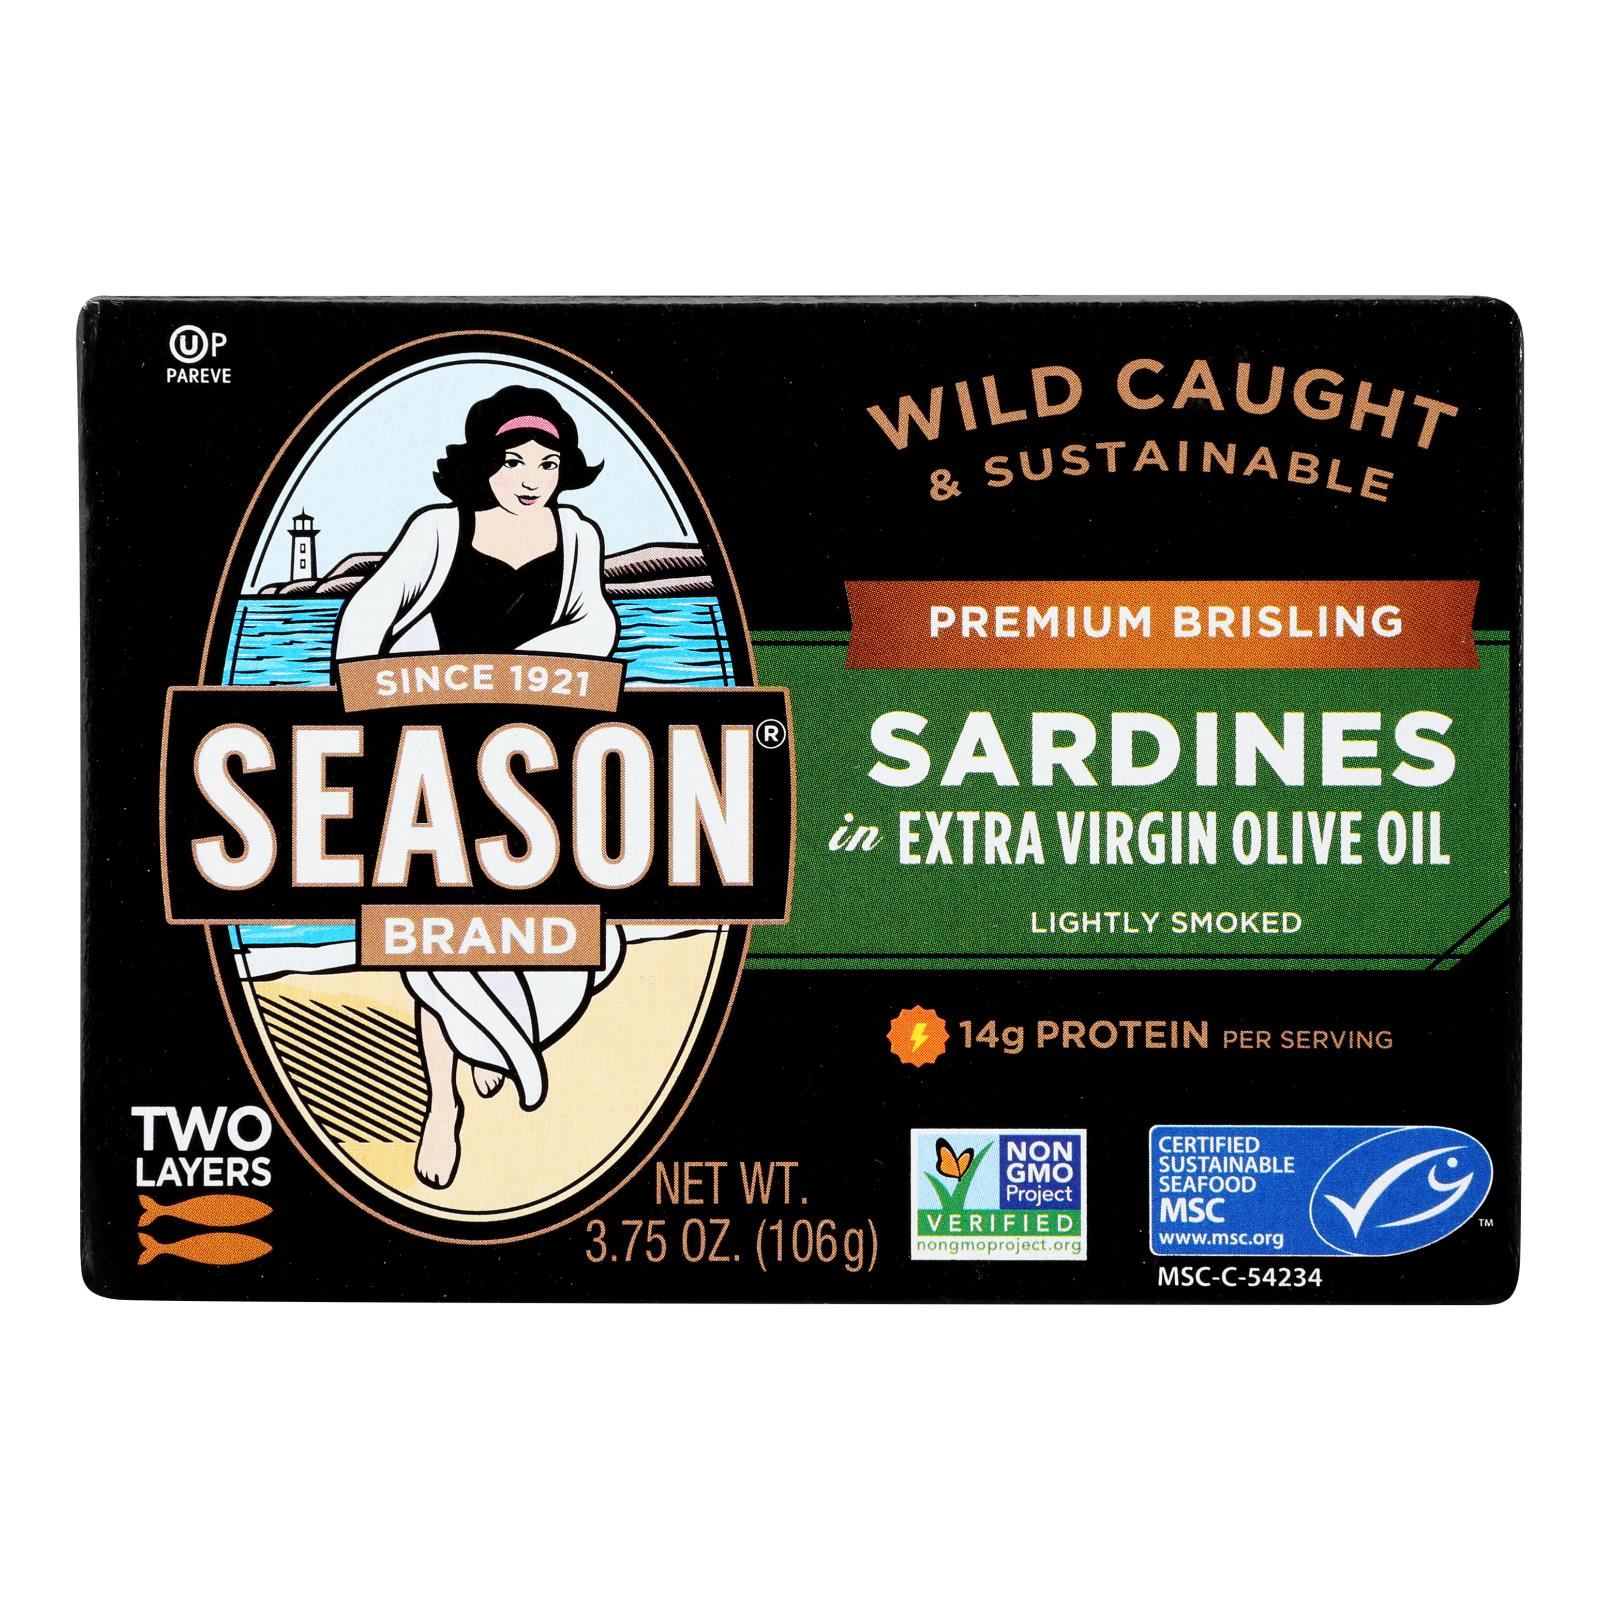 UP
PAREVE
WILD CAUGHT
& SUSTAINABLE
SINCE 1921
SEASON®
BRAND
PREMIUM BRISLING
SARDINES
in EXTRA VIRGIN OLIVE OIL
LIGHTLY SMOKED
14g PROTEIN PER SERVING
TWO
LAYERS
NET WT.
3.75 OZ. (106g)
NON
GMO
Project
VERIFIED
nongmoproject.org
CERTIFIED
SUSTAINABLE
SEAFOOD
MSC
www.msc.org
TM
MSC-C-54234